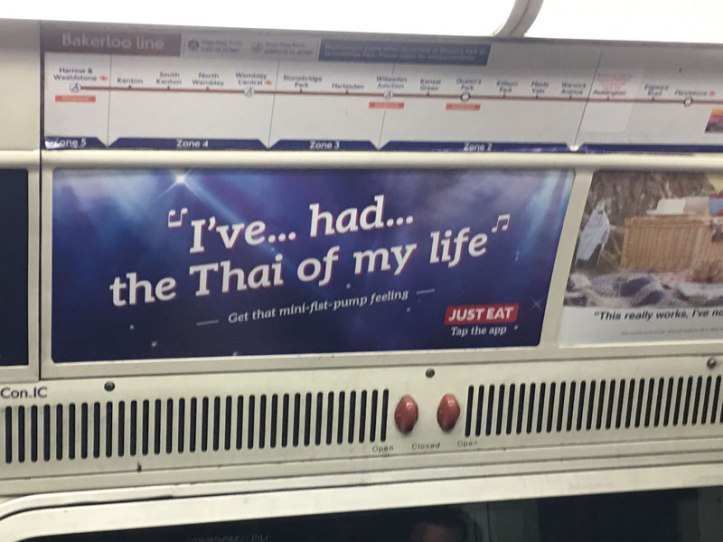 Bakerloo line
Harrow &
Wealdstone
Kenton
South
Kenton
North
Wembley
Wembley
Central
Stonebridge
Park
Harlesden
Willesden
Junction
Kensal
Green
Queen's
Park
Kilburn
Park
Maida
Vale
Warwick
Avenue
Paddington
Edgware
Road
Marylebone
Zone 5
Zone 4
Zone 3
Zone 2
"I've... had...
the Thai of my life"
Get that mini-fist-pump feeling
JUST EAT
Tap the app
"This really works, I've
Con.IC
Open
Closed
Open